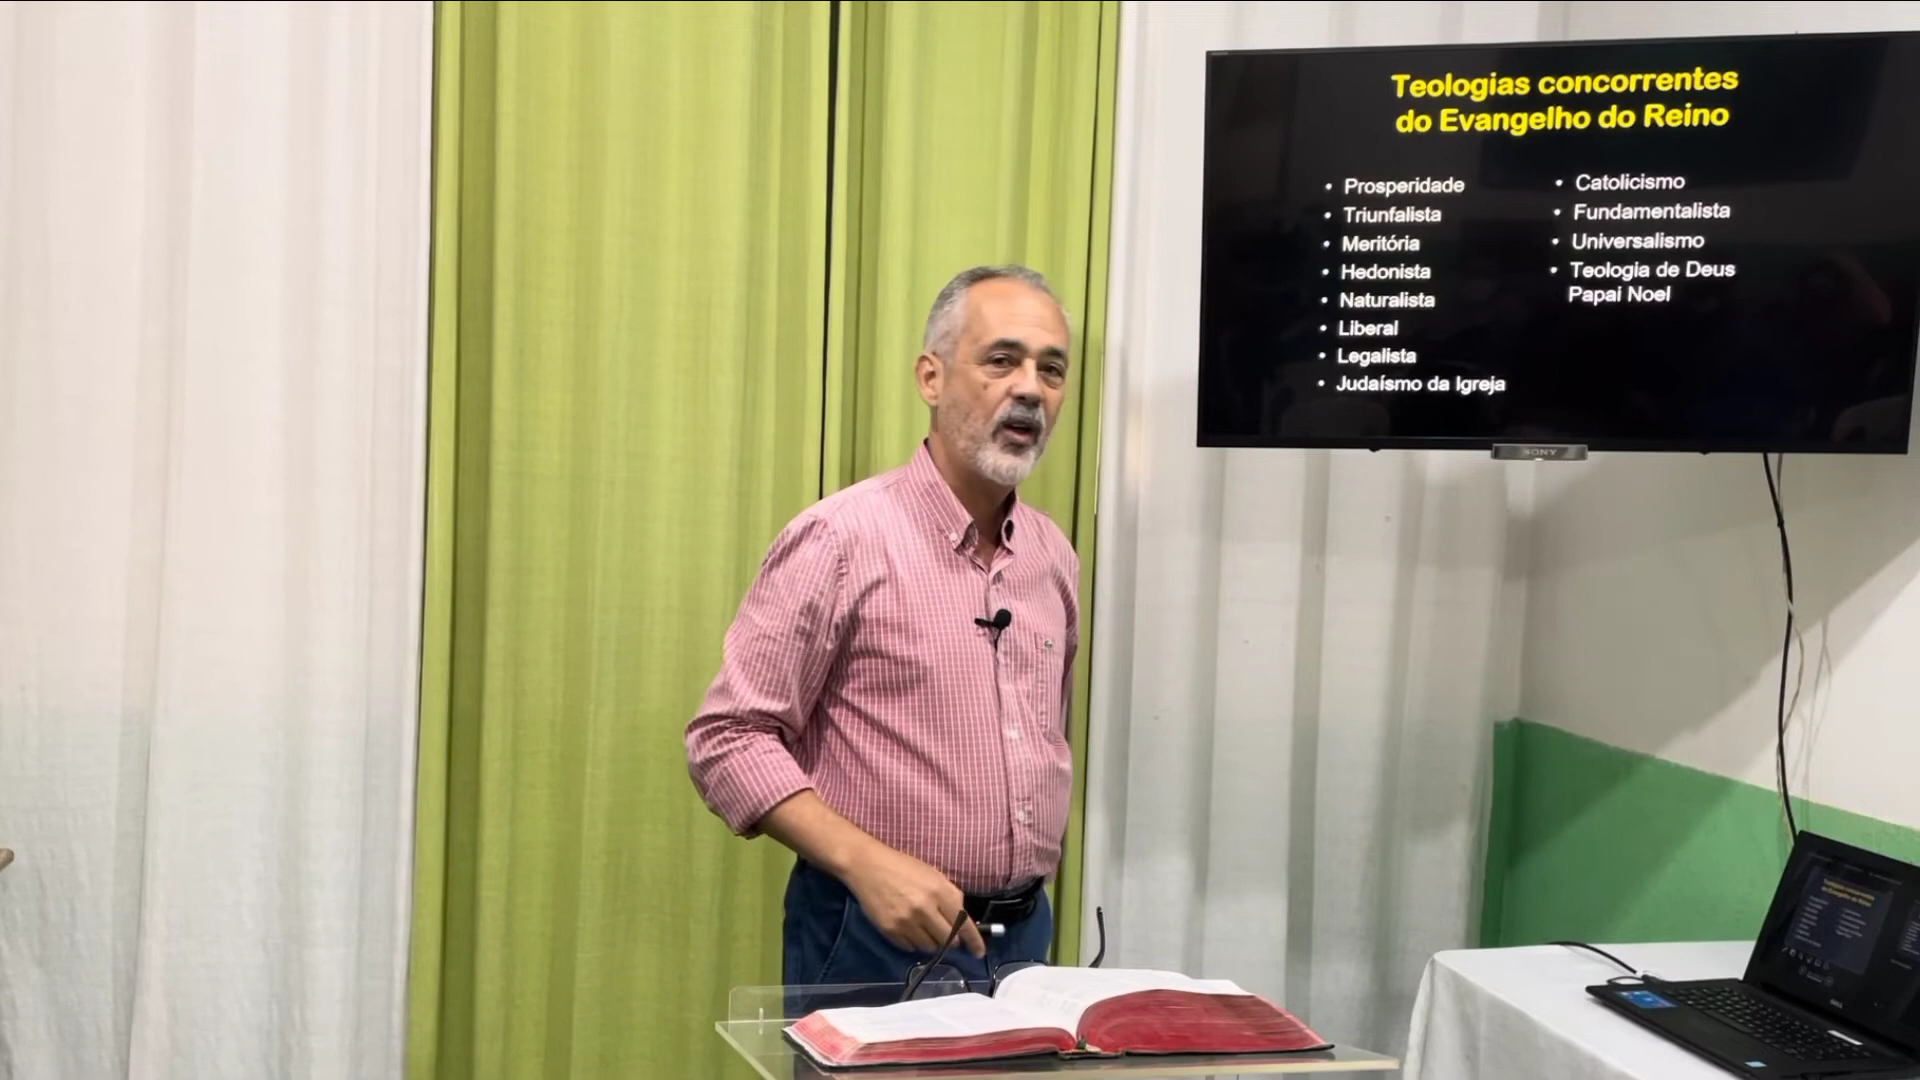 Teologias concorrentes
do Evangelho do Reino
• Prosperidade
• Triunfalista
• Meritória
• Hedonista
• Naturalista
• Liberal
• Legalista
• Judaísmo da Igreja
• Catolicismo
• Fundamentalista
• Universalismo
• Teologia de Deus
Papai Noel
SONY
DELL